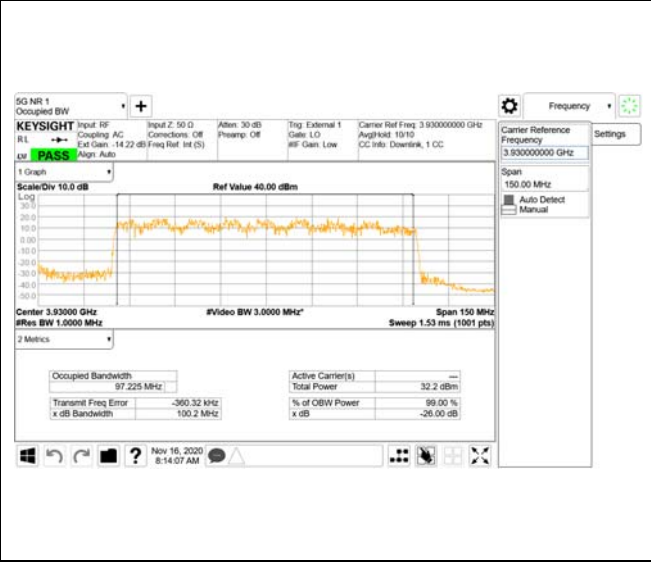 5G NR 1
Occupied BW
Frequency
KEYSIGHT
R L
PASS
Input: RF
Coupling: AC
Ext Gain: -14.22 dB
Align: Auto
Input Z: 50 Ω
Corrections: Off
Freq Ref: Int (S)
Atten: 30 dB
Preamp: Off
Trig: External 1
Gate: LO
#IF Gain: Low
Carrier Ref Freq: 3.930000000 GHz
Avg|Hold: 10/10
CC Info: Downlink, 1 CC
Carrier Reference
Frequency
3.930000000 GHz
Settings
Span
150.00 MHz
Auto Detect
Manual
1 Graph
Scale/Div 10.0 dB
Ref Value 40.00 dBm
Log
30.0
20.0
10.0
0.00
-10.0
-20.0
-30.0
-40.0
-50.0
Center 3.93000 GHz
#Video BW 3.0000 MHz*
Span 150 MHz
#Res BW 1.0000 MHz
Sweep 1.53 ms (1001 pts)
2 Metrics
Occupied Bandwidth
97.225 MHz
Transmit Freq Error -360.32 kHz
x dB Bandwidth 100.2 MHz
Active Carrier(s) —
Total Power 32.2 dBm
% of OBW Power 99.00 %
x dB -26.00 dB
Nov 16, 2020
8:14:07 AM